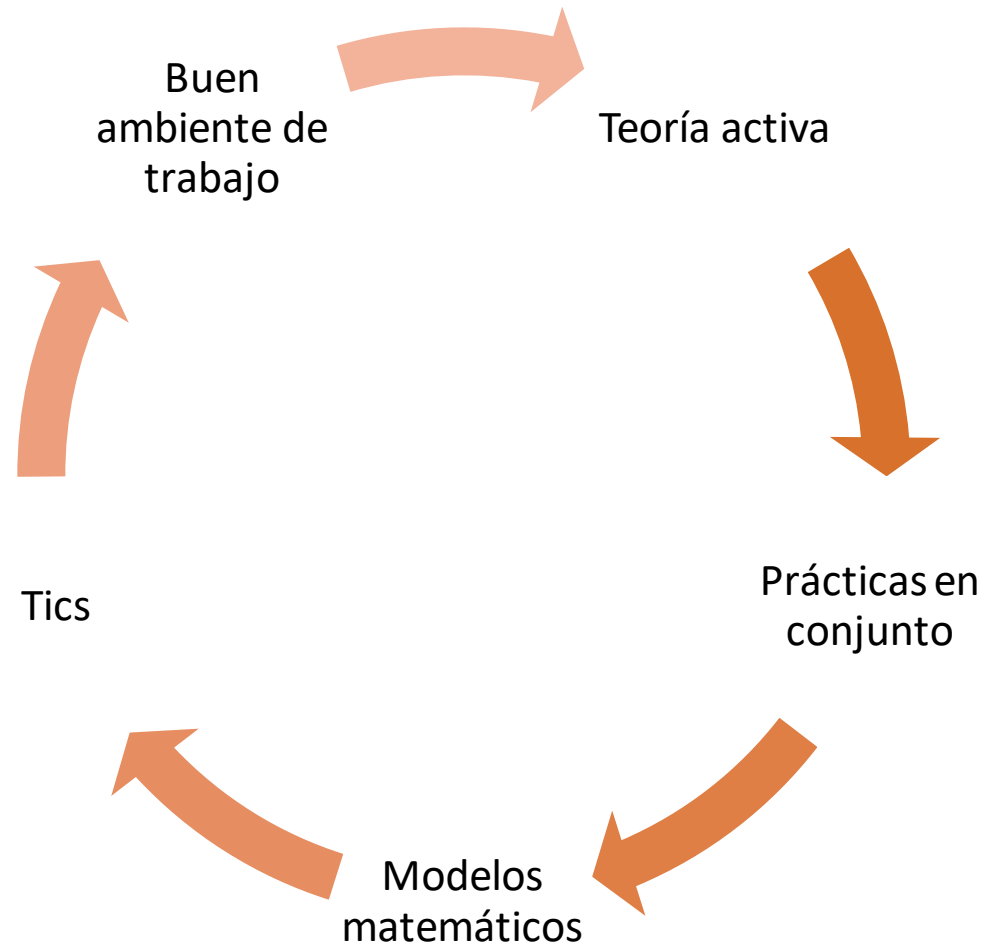 Buen
ambiente de
trabajo
Teoría activa
Prácticas en
conjunto
Modelos
matemáticos
Tics